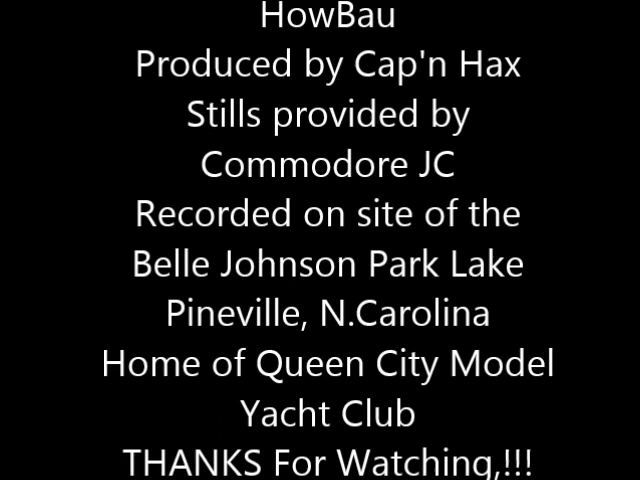 HowBau
Produced by Cap'n Hax
Stills provided by
Commodore JC
Recorded on site of the
Belle Johnson Park Lake
Pineville, N.Carolina
Home of Queen City Model
Yacht Club
THANKS For Watching,!!!